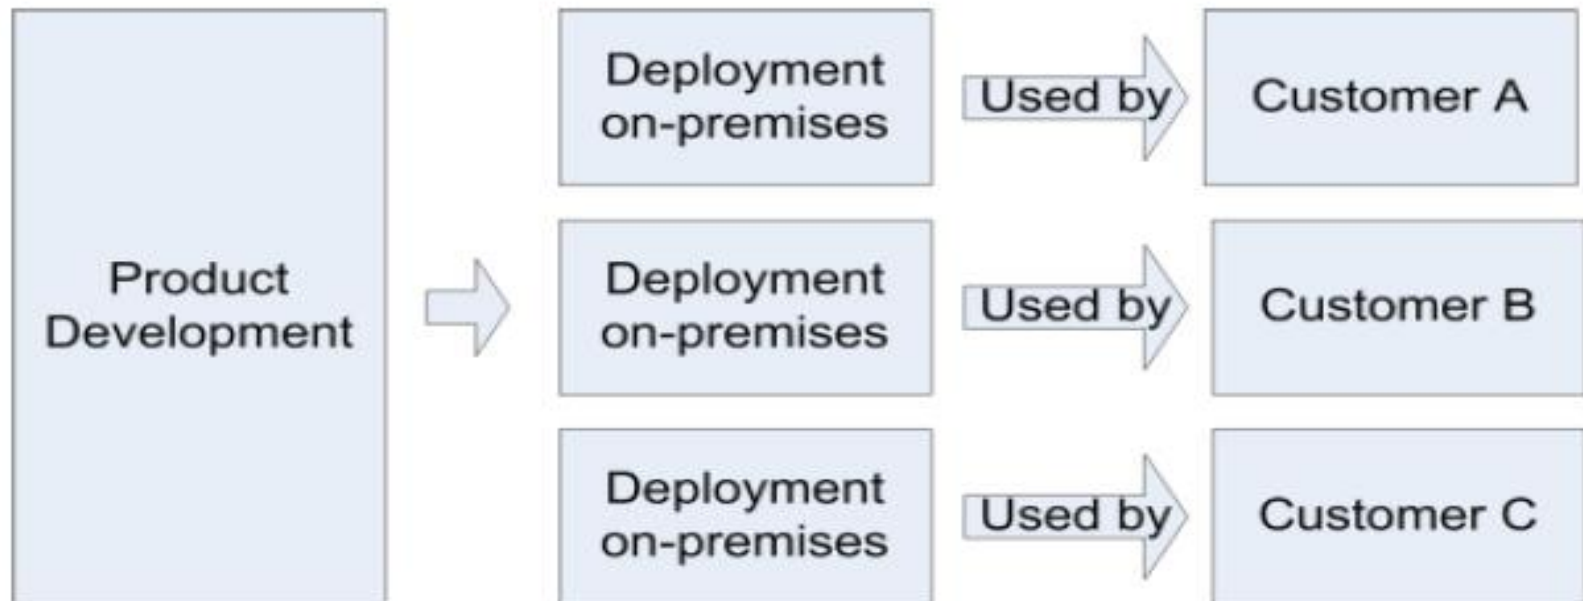 Product
Development
Deployment
on-premises
Used by
Customer A
Deployment
on-premises
Used by
Customer B
Deployment
on-premises
Used by
Customer C